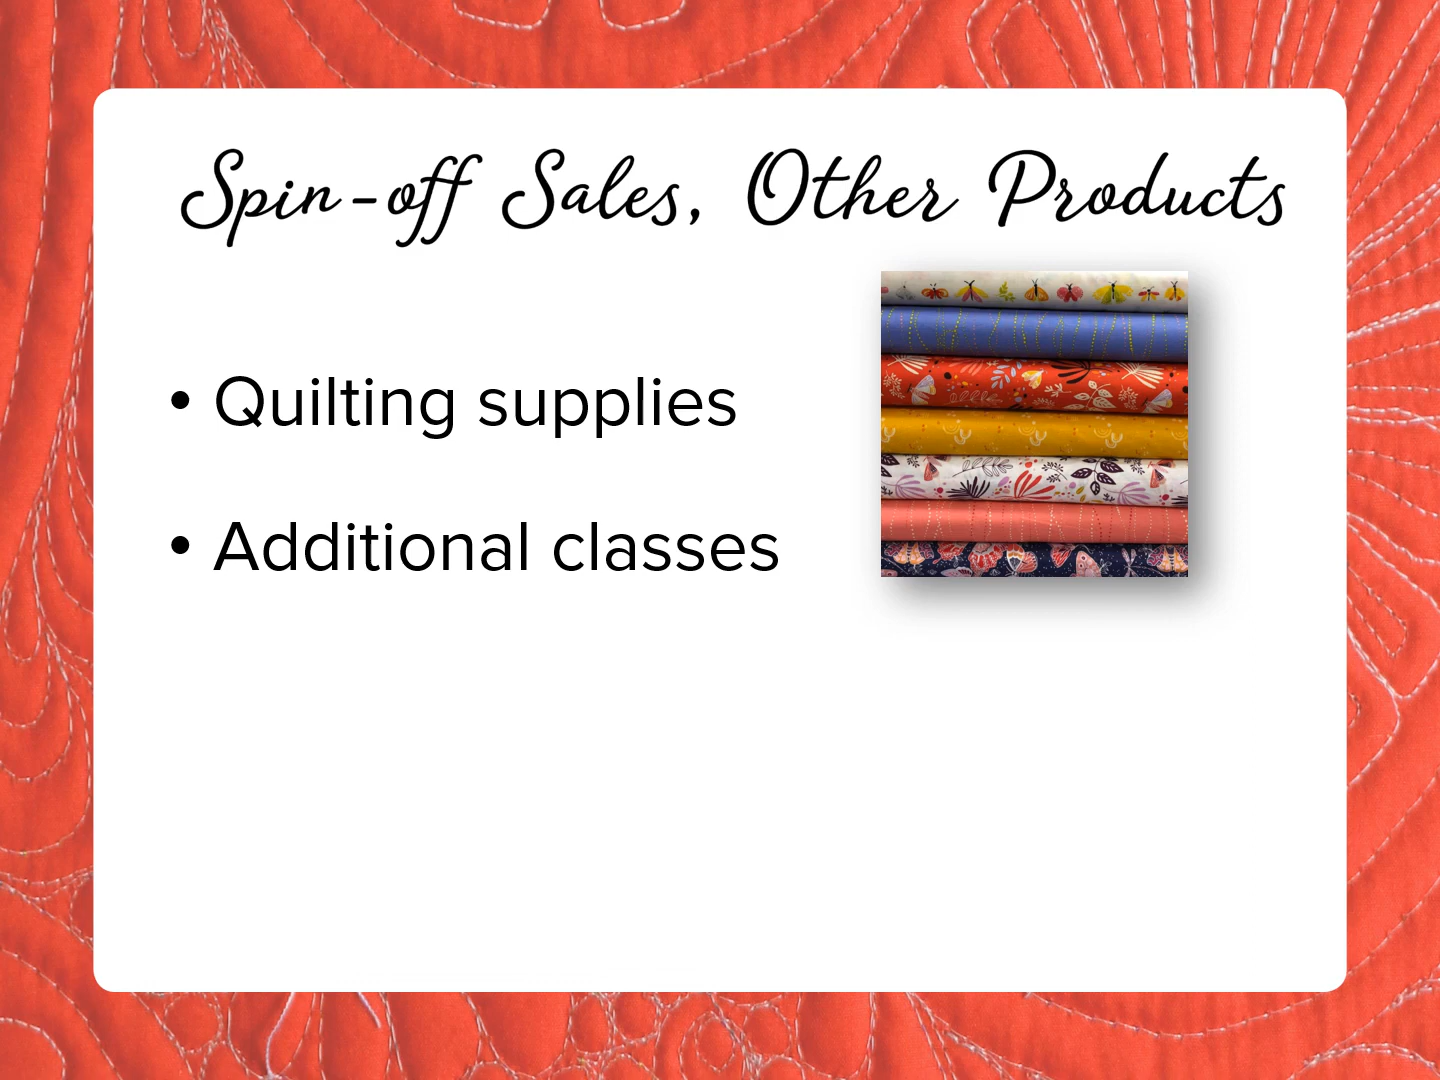 Spin-off Sales, Other Products
• Quilting supplies
• Additional classes